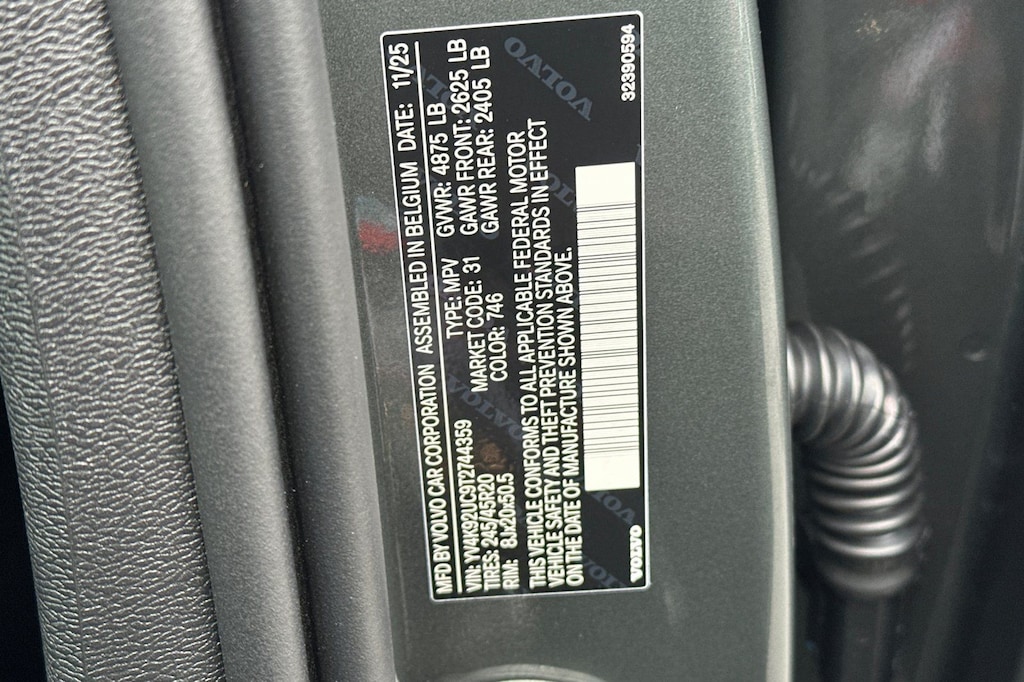 MFD BY VOLVO CAR CORPORATION ASSEMBLED IN BELGIUM DATE: 11/25
VIN: YV4K92UC9T2744359 TYPE: MPV GVWR: 4875 LB
TIRES: 245/45R20 MARKET CODE: 31 GAWR FRONT: 2625 LB
RIM: 8Jx20x50.5 COLOR: 746 GAWR REAR: 2405 LB
THIS VEHICLE CONFORMS TO ALL APPLICABLE FEDERAL MOTOR
VEHICLE SAFETY AND THEFT PREVENTION STANDARDS IN EFFECT
ON THE DATE OF MANUFACTURE SHOWN ABOVE.
VOLVO 32390594